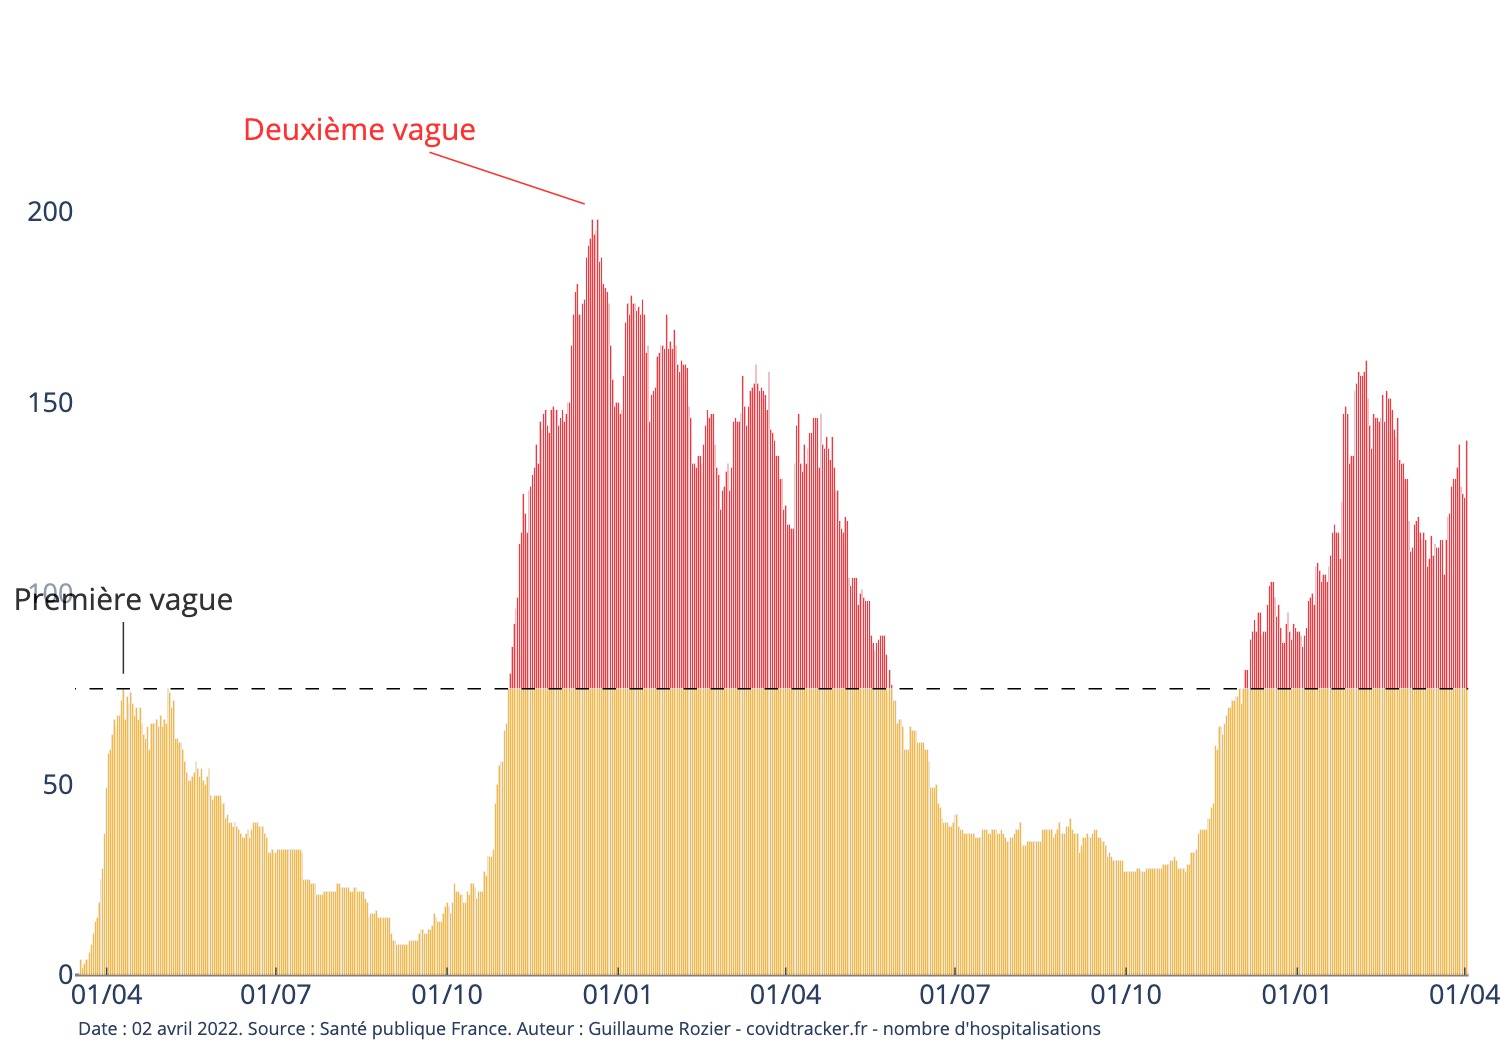 Deuxième vague
200
150
100
Première vague
50
0
01/04 01/07 01/10 01/01 01/04 01/07 01/10 01/01 01/04
Date : 02 avril 2022. Source : Santé publique France. Auteur : Guillaume Rozier - covidtracker.fr - nombre d'hospitalisations